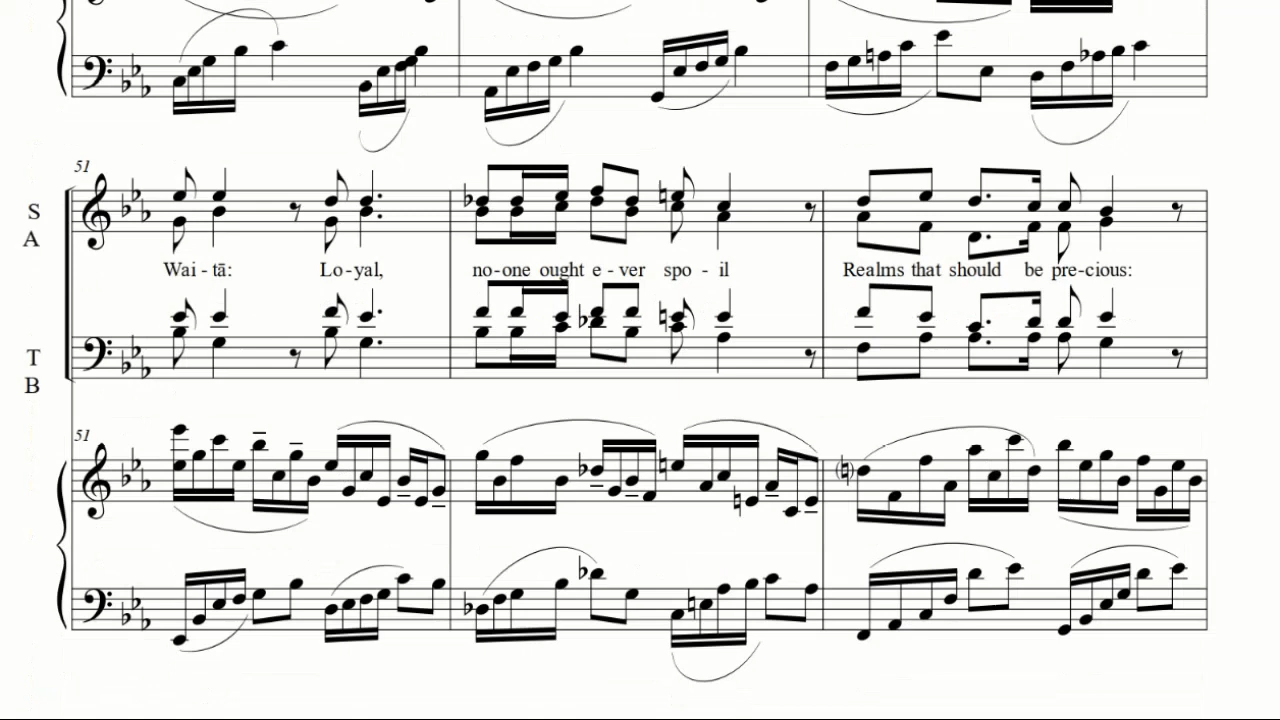 51
S
A
Wai - tā: Lo - yal, no - one ought e - ver spo - il Realms that should be pre - cious:
T
B
51